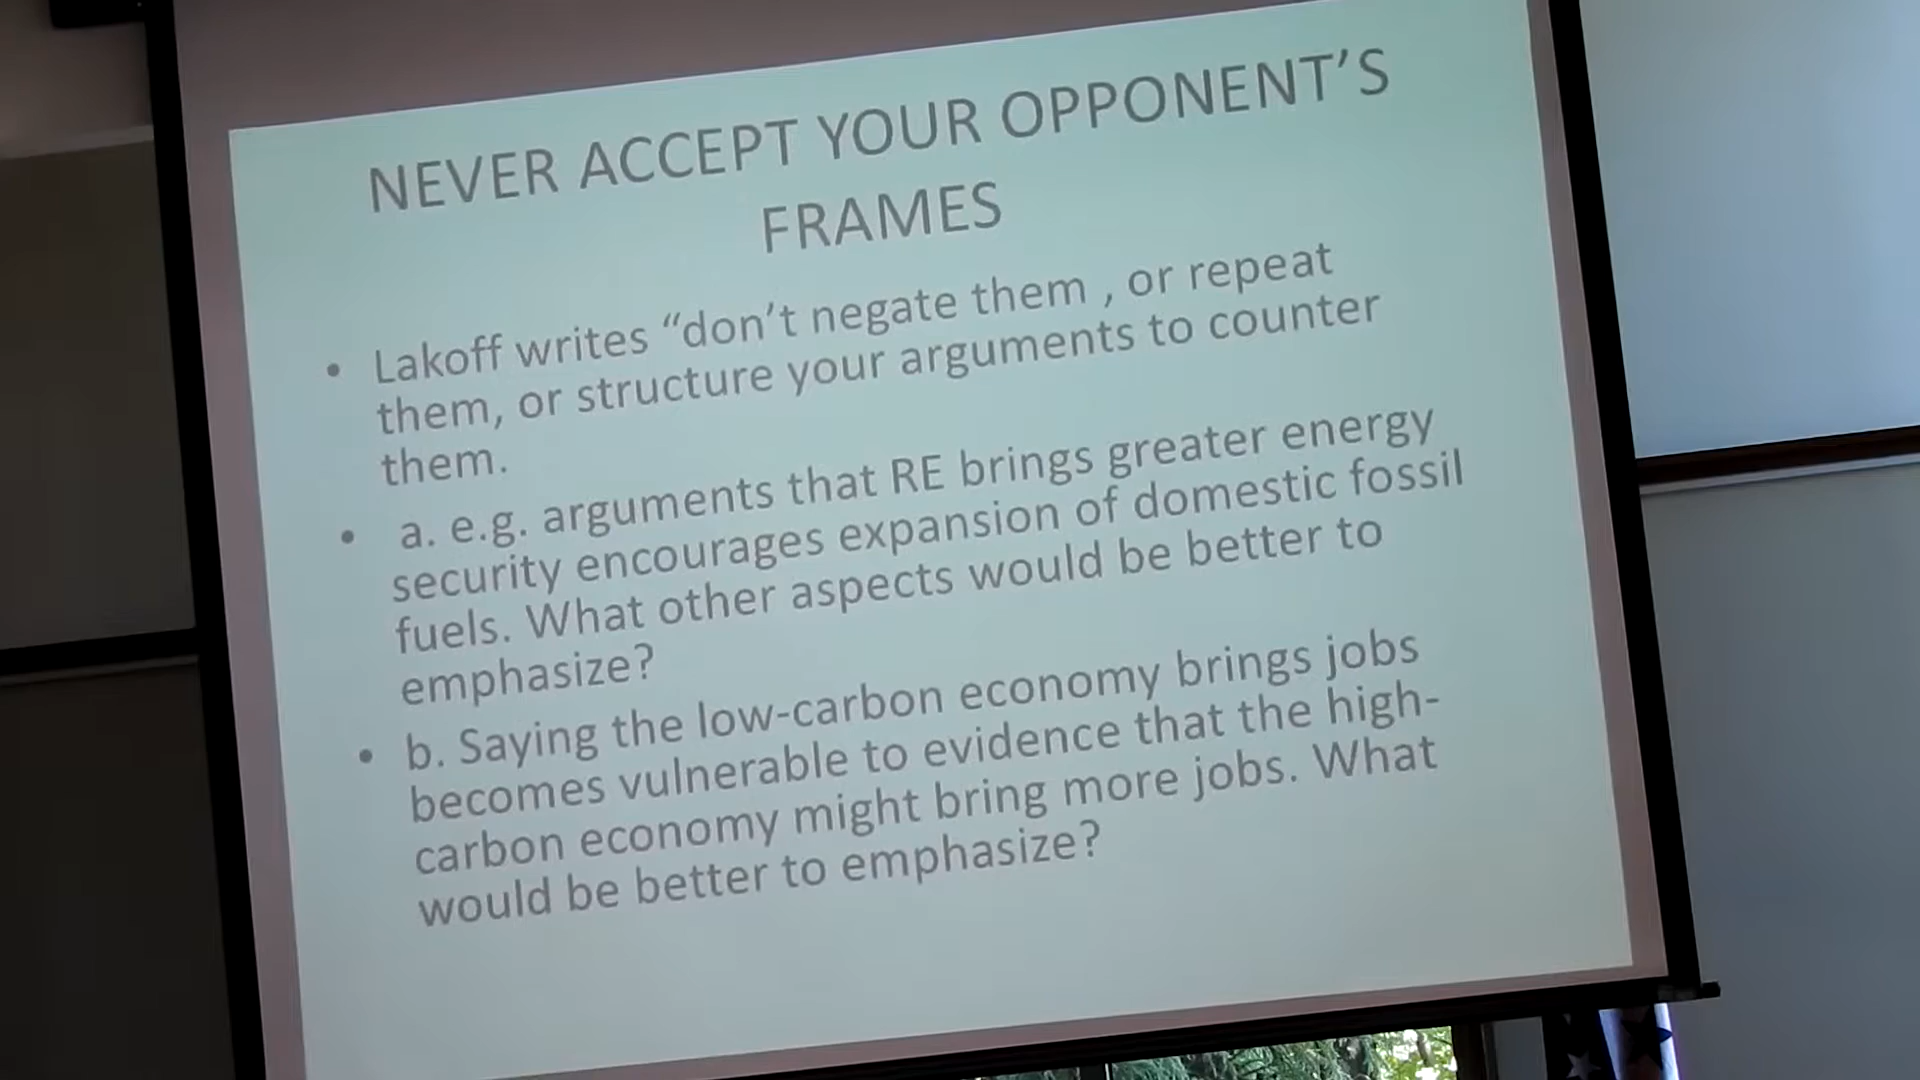 NEVER ACCEPT YOUR OPPONENT'S
FRAMES
• Lakoff writes “don't negate them , or repeat
them, or structure your arguments to counter
them.
• a. e.g. arguments that RE brings greater energy
security encourages expansion of domestic fossil
fuels. What other aspects would be better to
emphasize?
• b. Saying the low-carbon economy brings jobs
becomes vulnerable to evidence that the high-
carbon economy might bring more jobs. What
would be better to emphasize?